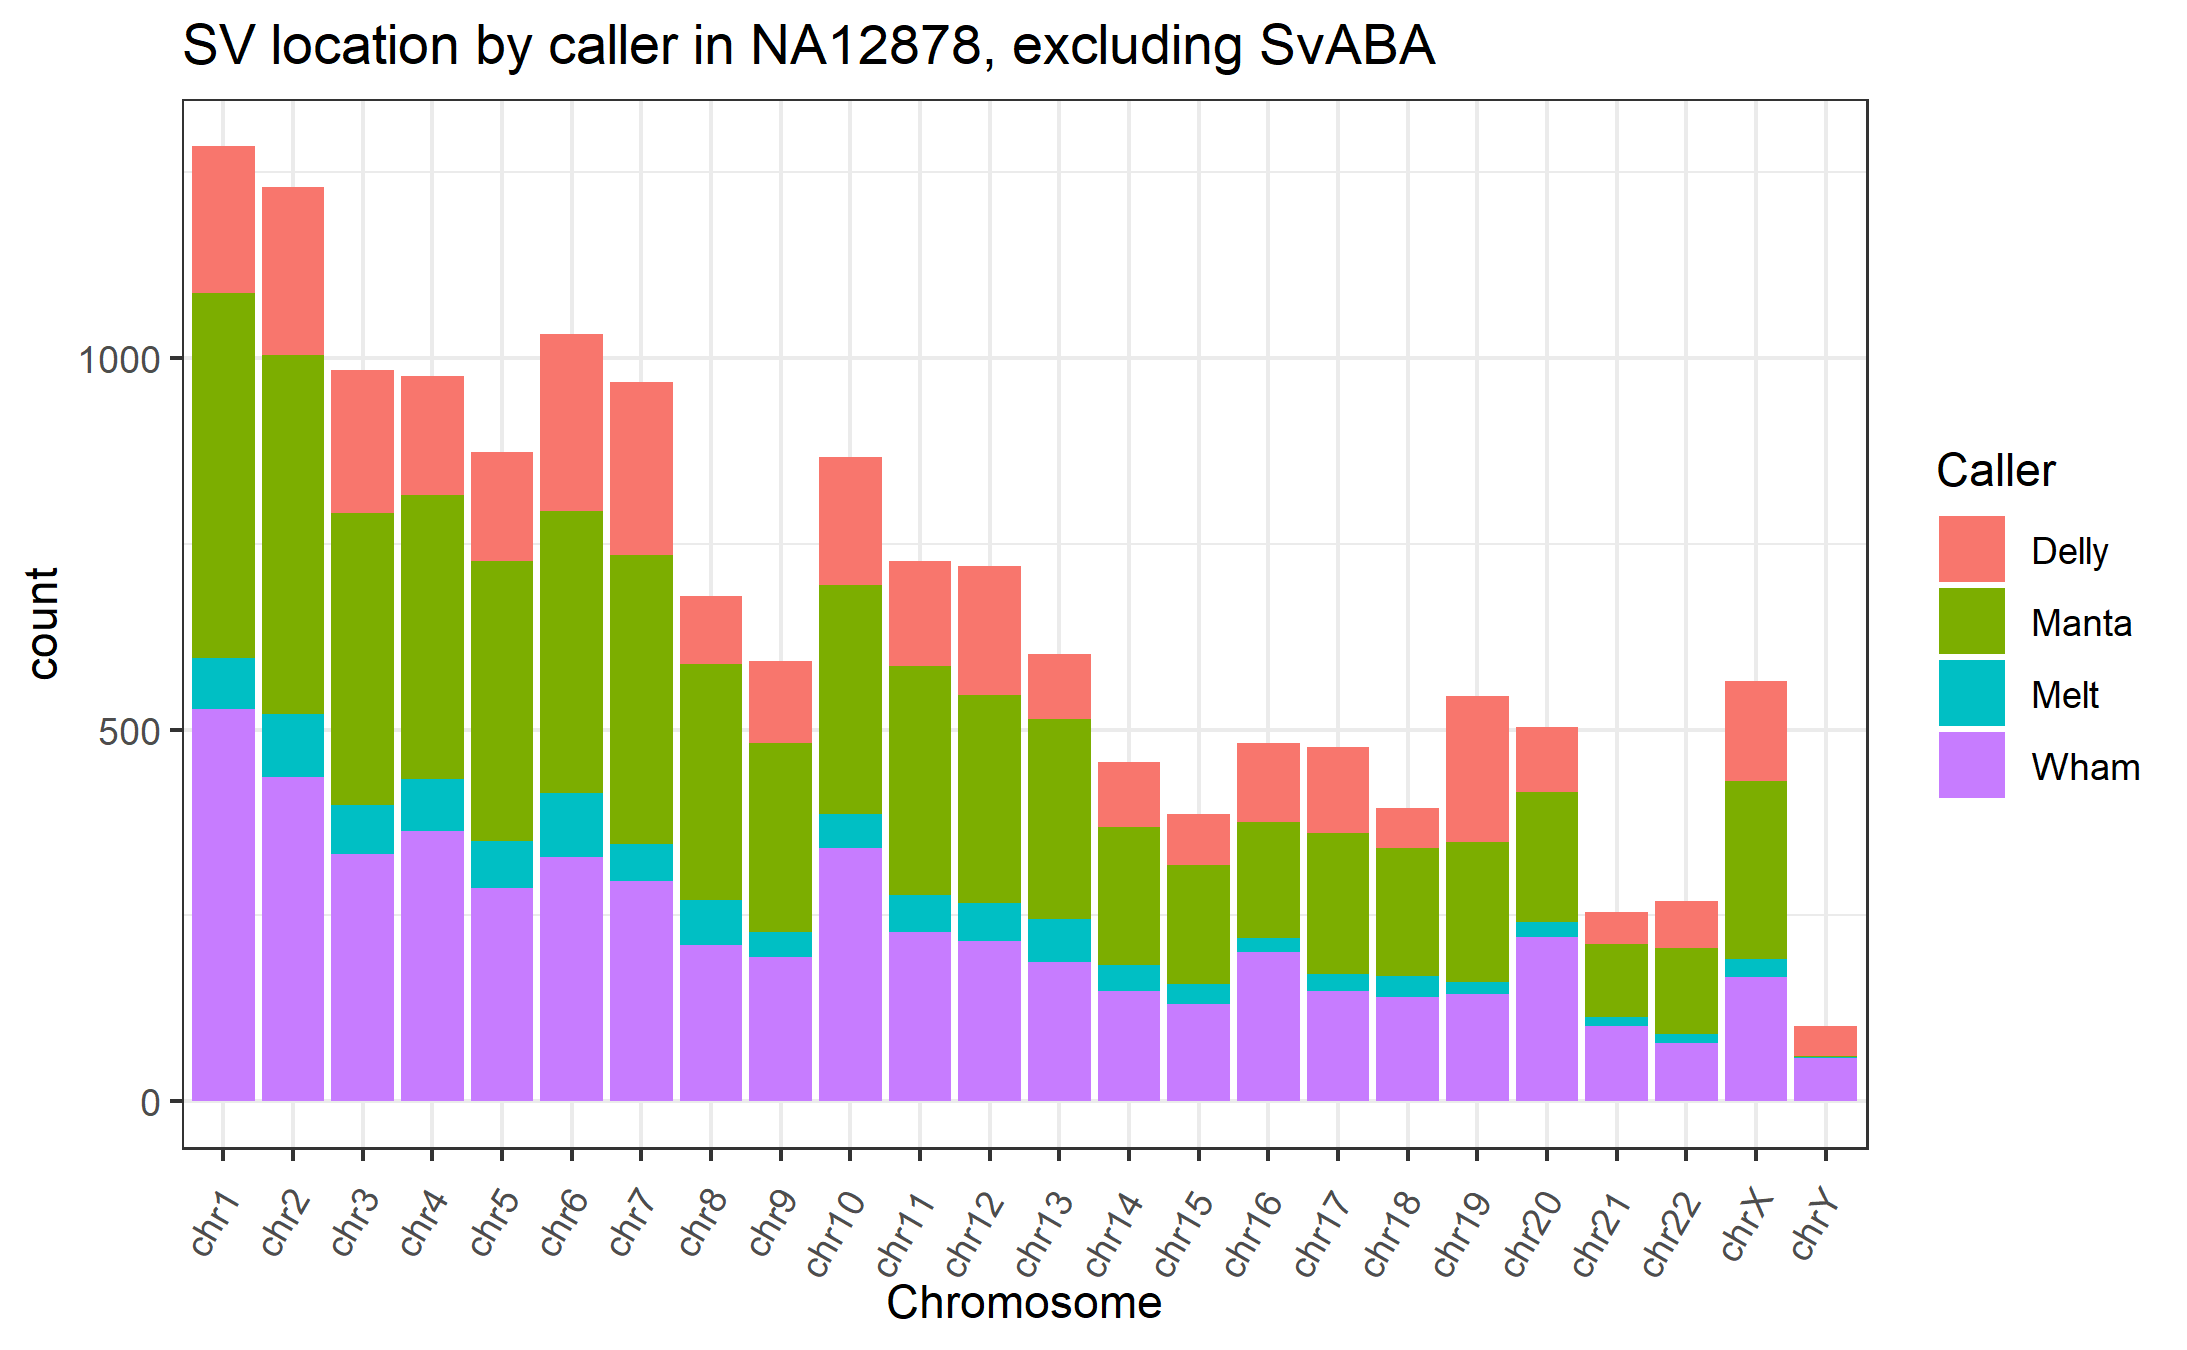 SV location by caller in NA12878, excluding SvABA
count
1000
500
0
chr1
chr2
chr3
chr4
chr5
chr6
chr7
chr8
chr9
chr10
chr11
chr12
chr13
chr14
chr15
chr16
chr17
chr18
chr19
chr20
chr21
chr22
chrX
chrY
Chromosome
Caller
Delly
Manta
Melt
Wham